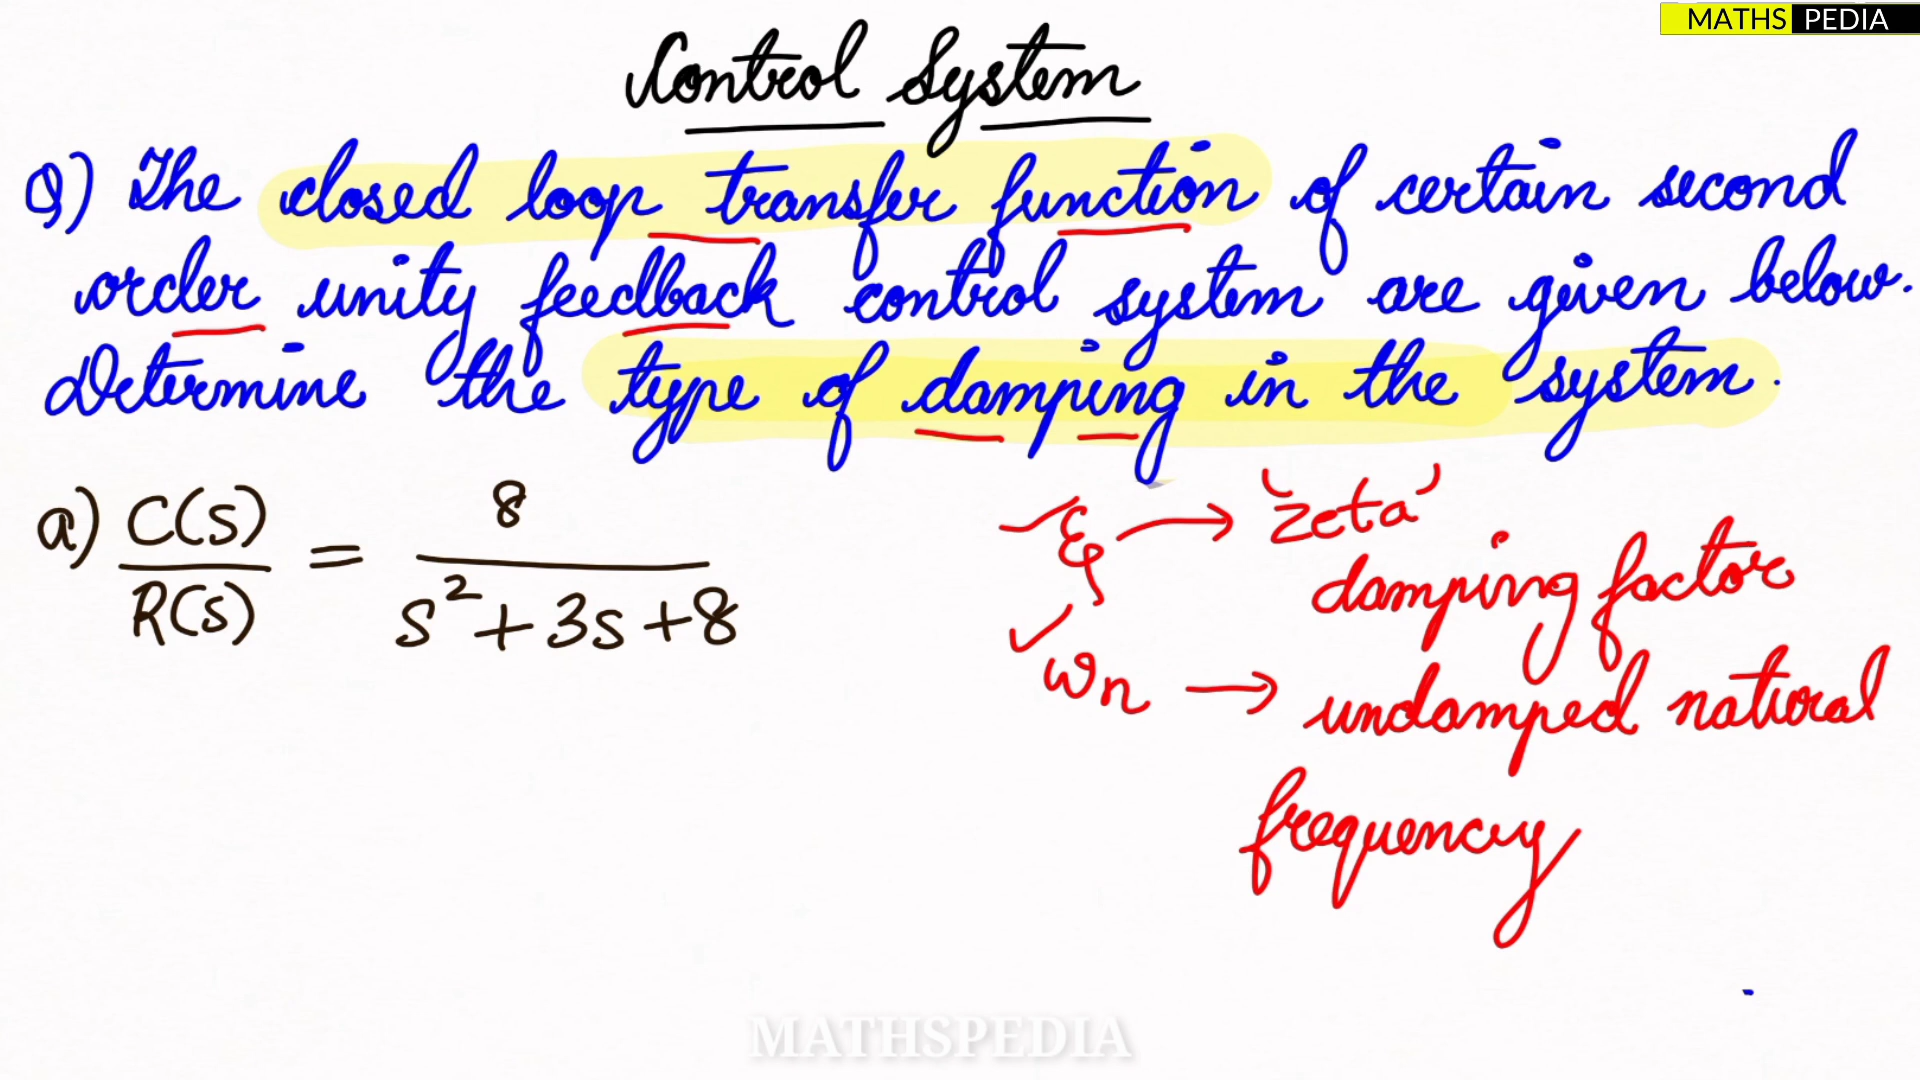 MATHS PEDIA
Control System
Q) The closed loop transfer function of certain second
order unity feedback control system are given below.
Determine the type of damping in the system.
a) C(s)/R(s) = 8/(s²+3s+8)
ξ → 'zeta'
damping factor
ωn → undamped natural
frequency
MATHSPEDIA